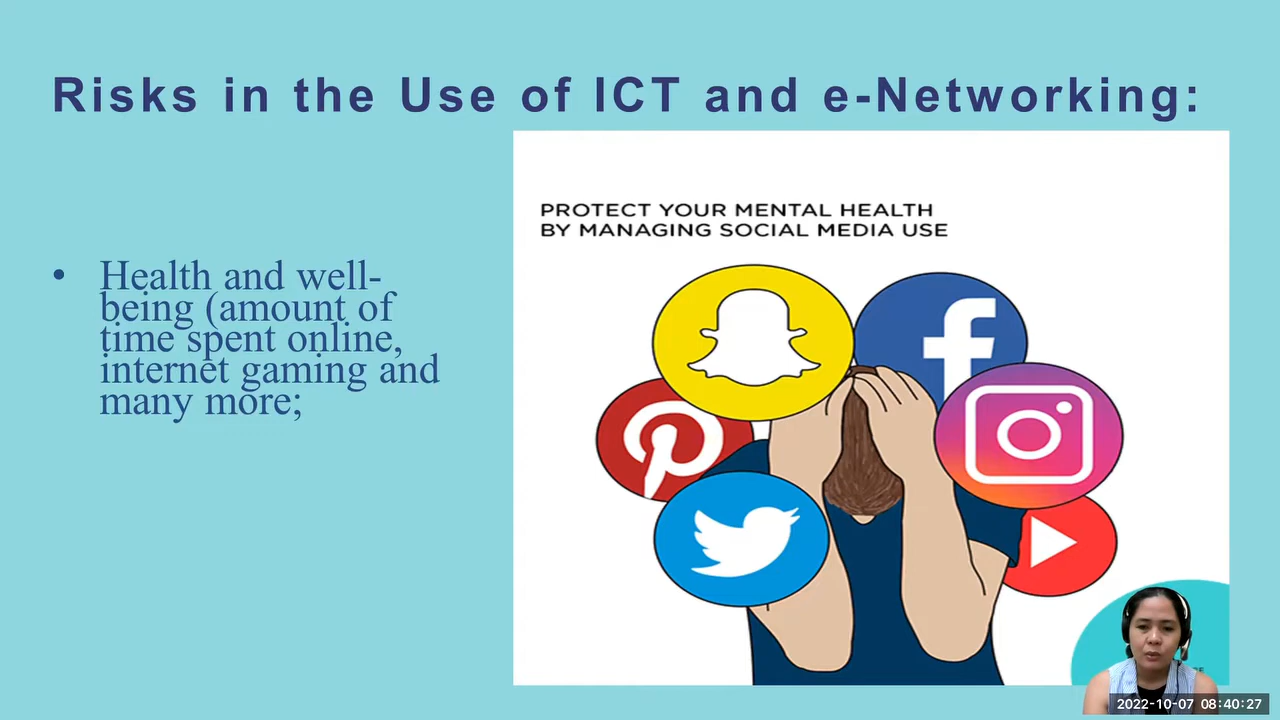 Risks in the Use of ICT and e-Networking:
PROTECT YOUR MENTAL HEALTH
BY MANAGING SOCIAL MEDIA USE
• Health and well-
being (amount of
time spent online,
internet gaming and
many more;
2022-10-07 08:40:27